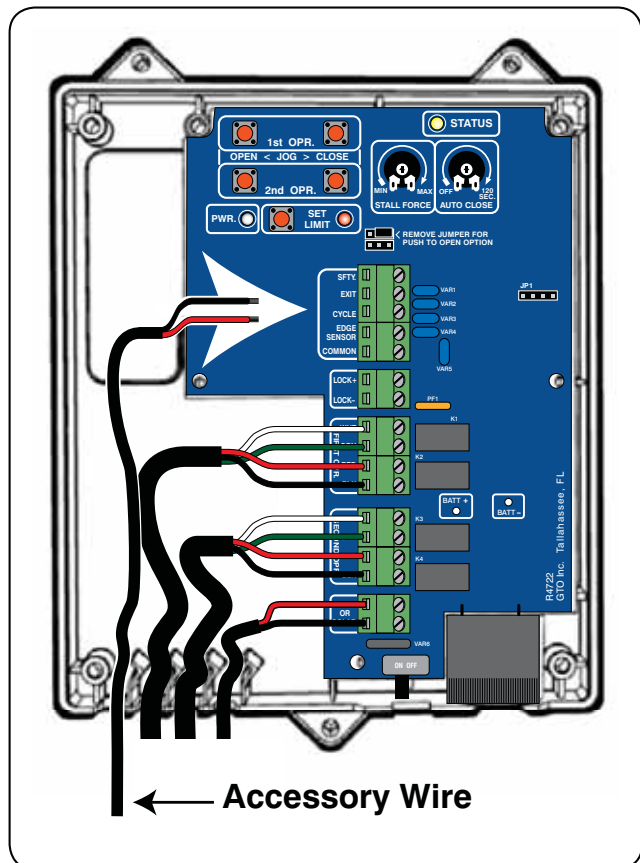 STATUS
1st OPR.
OPEN < JOG > CLOSE
2nd OPR.
PWR.
SET
LIMIT
MIN
MAX
STALL FORCE
OFF
120
SEC.
AUTO CLOSE
REMOVE JUMPER FOR
PUSH TO OPEN OPTION
SFTY.
EXIT
CYCLE
EDGE
SENSOR
COMMON
VAR1
VAR2
VAR3
VAR4
VAR5
JP1
LOCK+
LOCK-
PF1
K1
K2
BATT +
BATT -
K3
K4
R4722
GTO Inc. Tallahassee, FL
OR
VAR6
ON OFF
Accessory Wire